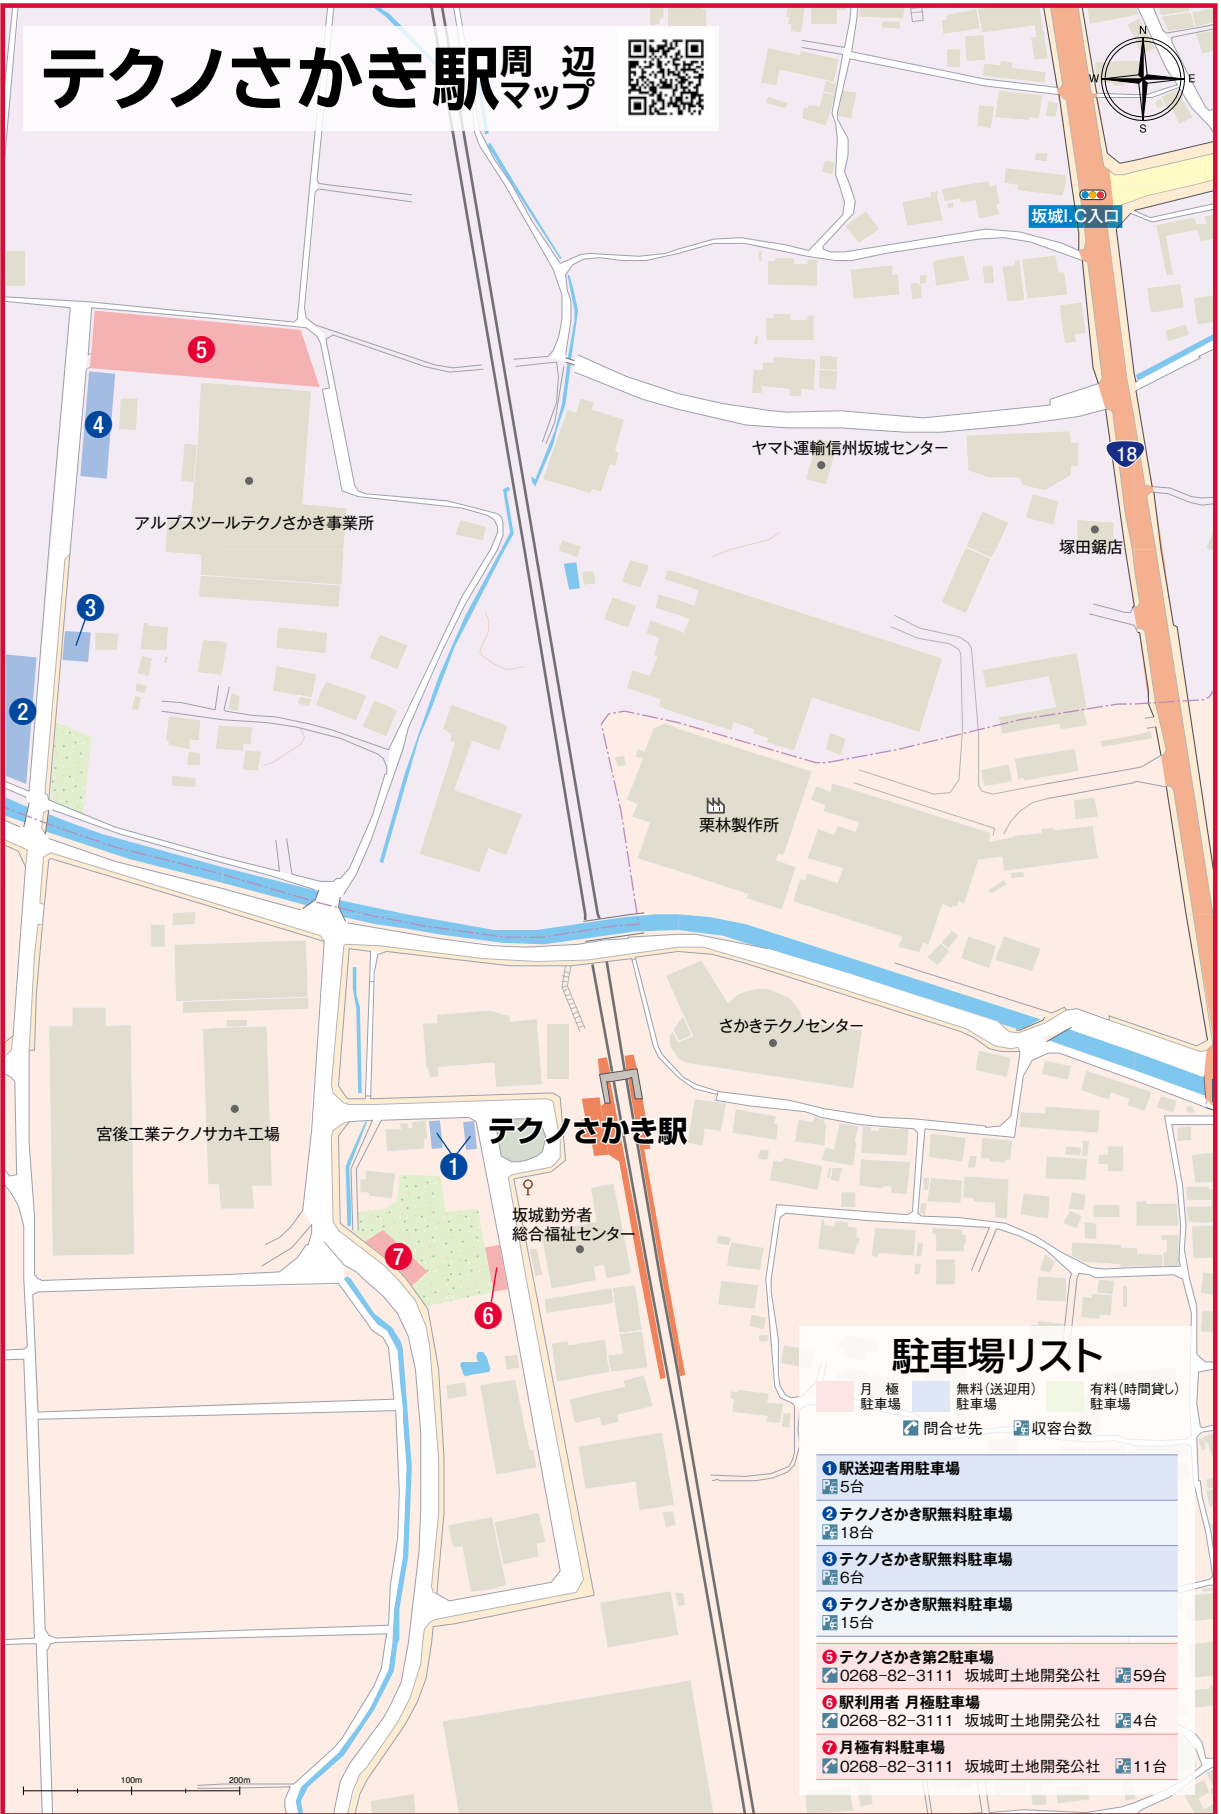 テクノさかき駅周辺マップ
N
W
E
S
坂城I.C入口
5
4
ヤマト運輸信州坂城センター
18
アルプスツールテクノさかき事業所
塚田鋸店
3
2
栗林製作所
さかきテクノセンター
宮後工業テクノサカキ工場
テクノさかき駅
1
坂城勤労者
総合福祉センター
7
6
駐車場リスト
月 極
駐車場
無料(送迎用)
駐車場
有料(時間貸し)
駐車場
問合せ先
収容台数
1 駅送迎者用駐車場
5台
2 テクノさかき駅無料駐車場
18台
3 テクノさかき駅無料駐車場
6台
4 テクノさかき駅無料駐車場
15台
5 テクノさかき第2駐車場
0268-82-3111 坂城町土地開発公社 59台
6 駅利用者 月極駐車場
0268-82-3111 坂城町土地開発公社 4台
7 月極有料駐車場
0268-82-3111 坂城町土地開発公社 11台
100m
200m